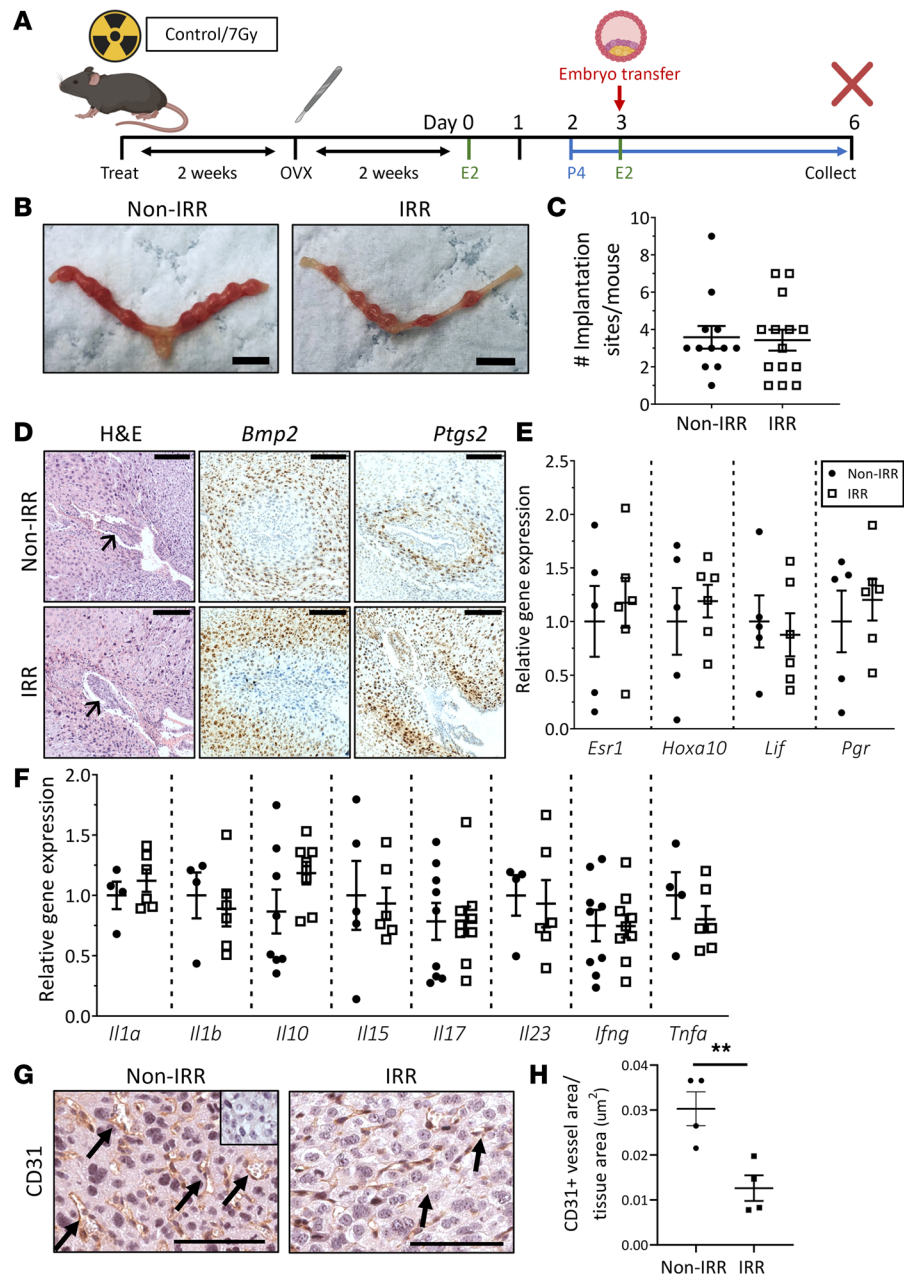 A
Control/7Gy
Embryo transfer
Day 0 1 2 3 6
Treat 2 weeks OVX 2 weeks E2 P4 E2 Collect
B
Non-IRR IRR
C
# Implantation
sites/mouse
10
8
6
4
2
0
Non-IRR IRR
D
H&E Bmp2 Ptgs2
Non-IRR
IRR
E
Relative gene expression
2.5
2.0
1.5
1.0
0.5
0.0
Non-IRR
IRR
Esr1 Hoxa10 Lif Pgr
F
Relative gene expression
2.0
1.5
1.0
0.5
0.0
Il1a Il1b Il10 Il15 Il17 Il23 Ifng Tnfa
G
Non-IRR IRR
CD31
H
CD31+ vessel area/
tissue area (um²)
0.04
0.03
0.02
0.01
0.00
**
Non-IRR IRR